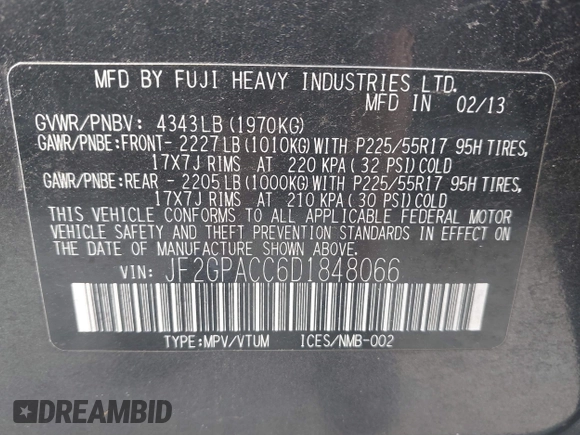 MFD BY FUJI HEAVY INDUSTRIES LTD.
MFD IN 02/13
GVWR/PNBV: 4343LB(1970KG)
GAWR/PNBE:FRONT- 2227LB(1010KG)WITH P225/55R17 95H TIRES,
17X7J RIMS AT 220 KPA(32 PSI)COLD
GAWR/PNBE:REAR - 2205LB(1000KG)WITH P225/55R17 95H TIRES,
17X7J RIMS AT 210 KPA(30 PSI)COLD
THIS VEHICLE CONFORMS TO ALL APPLICABLE FEDERAL MOTOR
VEHICLE SAFETY AND THEFT PREVENTION STANDARDS IN EFFECT ON
THE DATE OF MANUFACTURE SHOWN ABOVE.
VIN: JF2GPACC6D1848066
TYPE:MPV/VTUM ICES/NMB-002
DREAMBID